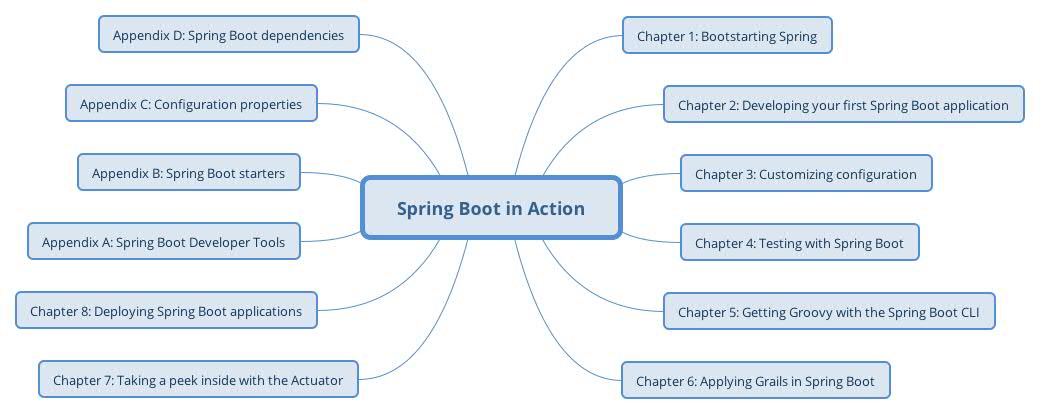 Spring Boot in Action
Chapter 1: Bootstarting Spring
Chapter 2: Developing your first Spring Boot application
Chapter 3: Customizing configuration
Chapter 4: Testing with Spring Boot
Chapter 5: Getting Groovy with the Spring Boot CLI
Chapter 6: Applying Grails in Spring Boot
Chapter 7: Taking a peek inside with the Actuator
Chapter 8: Deploying Spring Boot applications
Appendix A: Spring Boot Developer Tools
Appendix B: Spring Boot starters
Appendix C: Configuration properties
Appendix D: Spring Boot dependencies